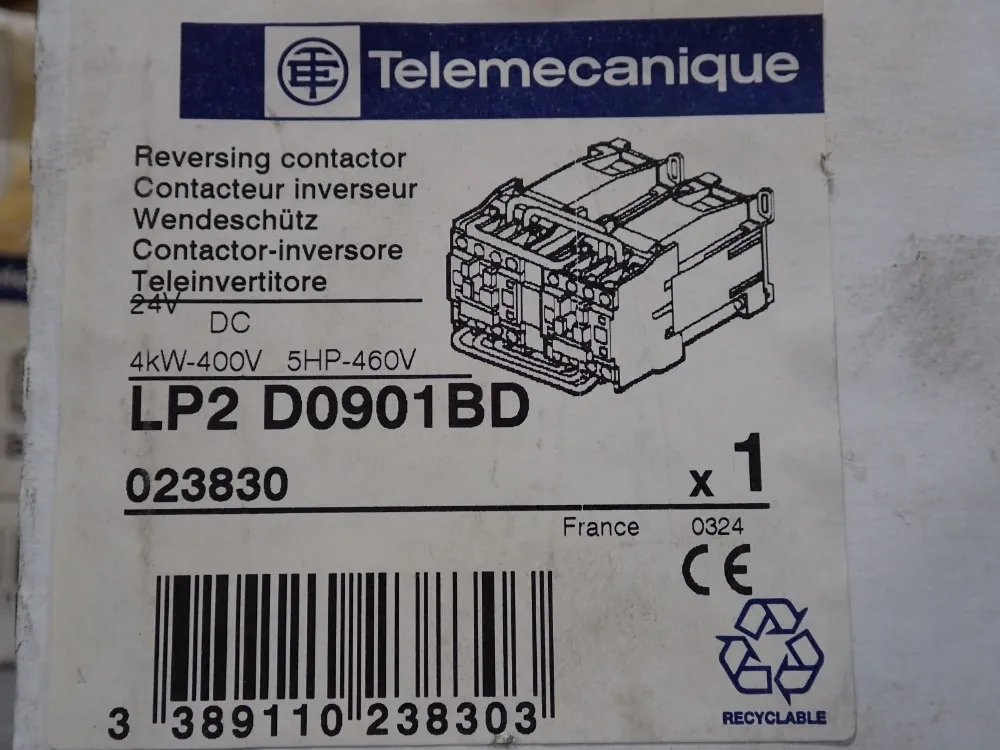 TE Telemecanique
Reversing contactor
Contacteur inverseur
Wendeschütz
Contactor-inversore
Teleinvertitore
24V
DC
4kW-400V 5HP-460V
LP2 D0901BD
023830
x 1
France 0324
CE
3 389110 238303
RECYCLABLE